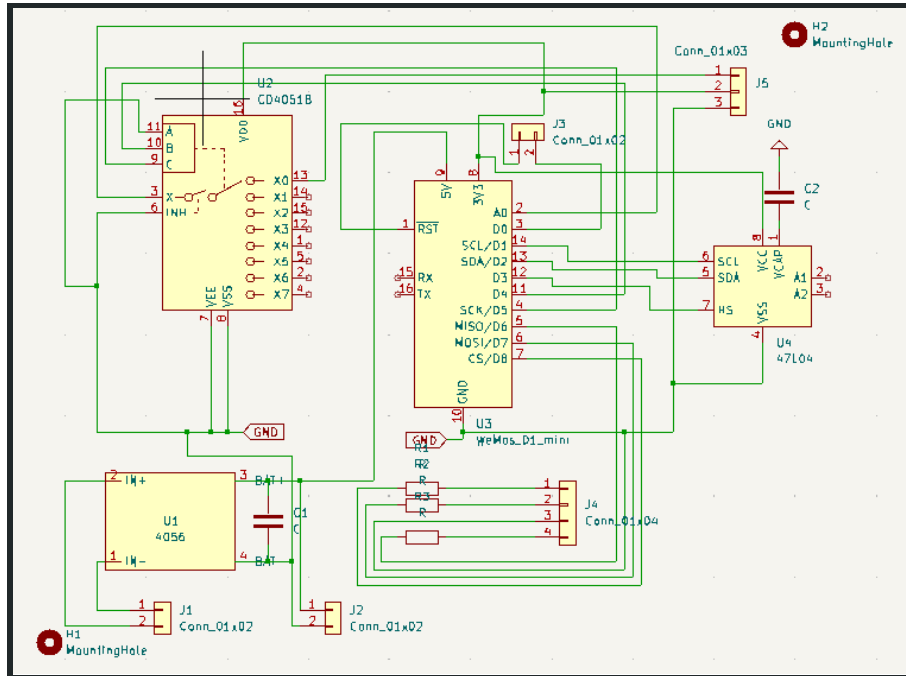 H2
MountingHole
Conn_01x03
1
2
3
J5
U2
CD4051B
16
VDD
11
A
10
B
9
C
3
X
6
INH
X0
13
X1
14
X2
15
X3
12
X4
1
X5
5
X6
2
X7
4
VEE
VSS
7
8
GND
J3
Conn_01x02
1
2
GND
C2
C
9
8
5V
3V3
1
RST
15
RX
16
TX
A0
2
D0
3
SCL/D1
14
SDA/D2
13
D3
12
D4
11
SCK/D5
4
MISO/D6
5
MOSI/D7
6
CS/D8
7
GND
10
U3
WeMos_D1_mini
GND
8
1
VCC
VCAP
6
SCL
5
SDA
7
HS
A1
2
A2
3
VSS
4
U4
47L04
R1
R2
R
R3
R
1
2
3
4
J4
Conn_01x04
2
IN+
3
BAT+
U1
4056
C1
C
1
IN-
4
BAT-
1
2
J1
Conn_01x02
1
2
J2
Conn_01x02
H1
MountingHole